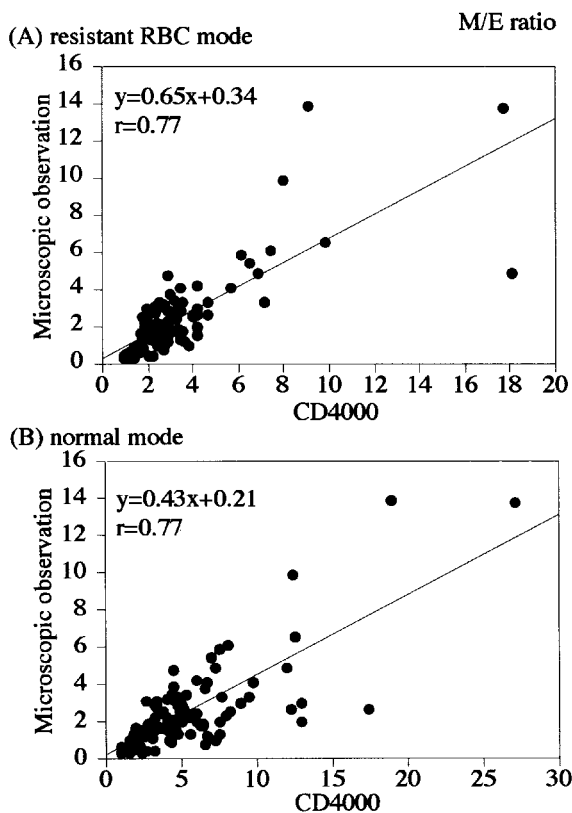 M/E ratio
(A) resistant RBC mode
y=0.65x+0.34
r=0.77
Microscopic observation
16
14
12
10
8
6
4
2
0
0 2 4 6 8 10 12 14 16 18 20
CD4000
(B) normal mode
y=0.43x+0.21
r=0.77
Microscopic observation
16
14
12
10
8
6
4
2
0
0 5 10 15 20 25 30
CD4000